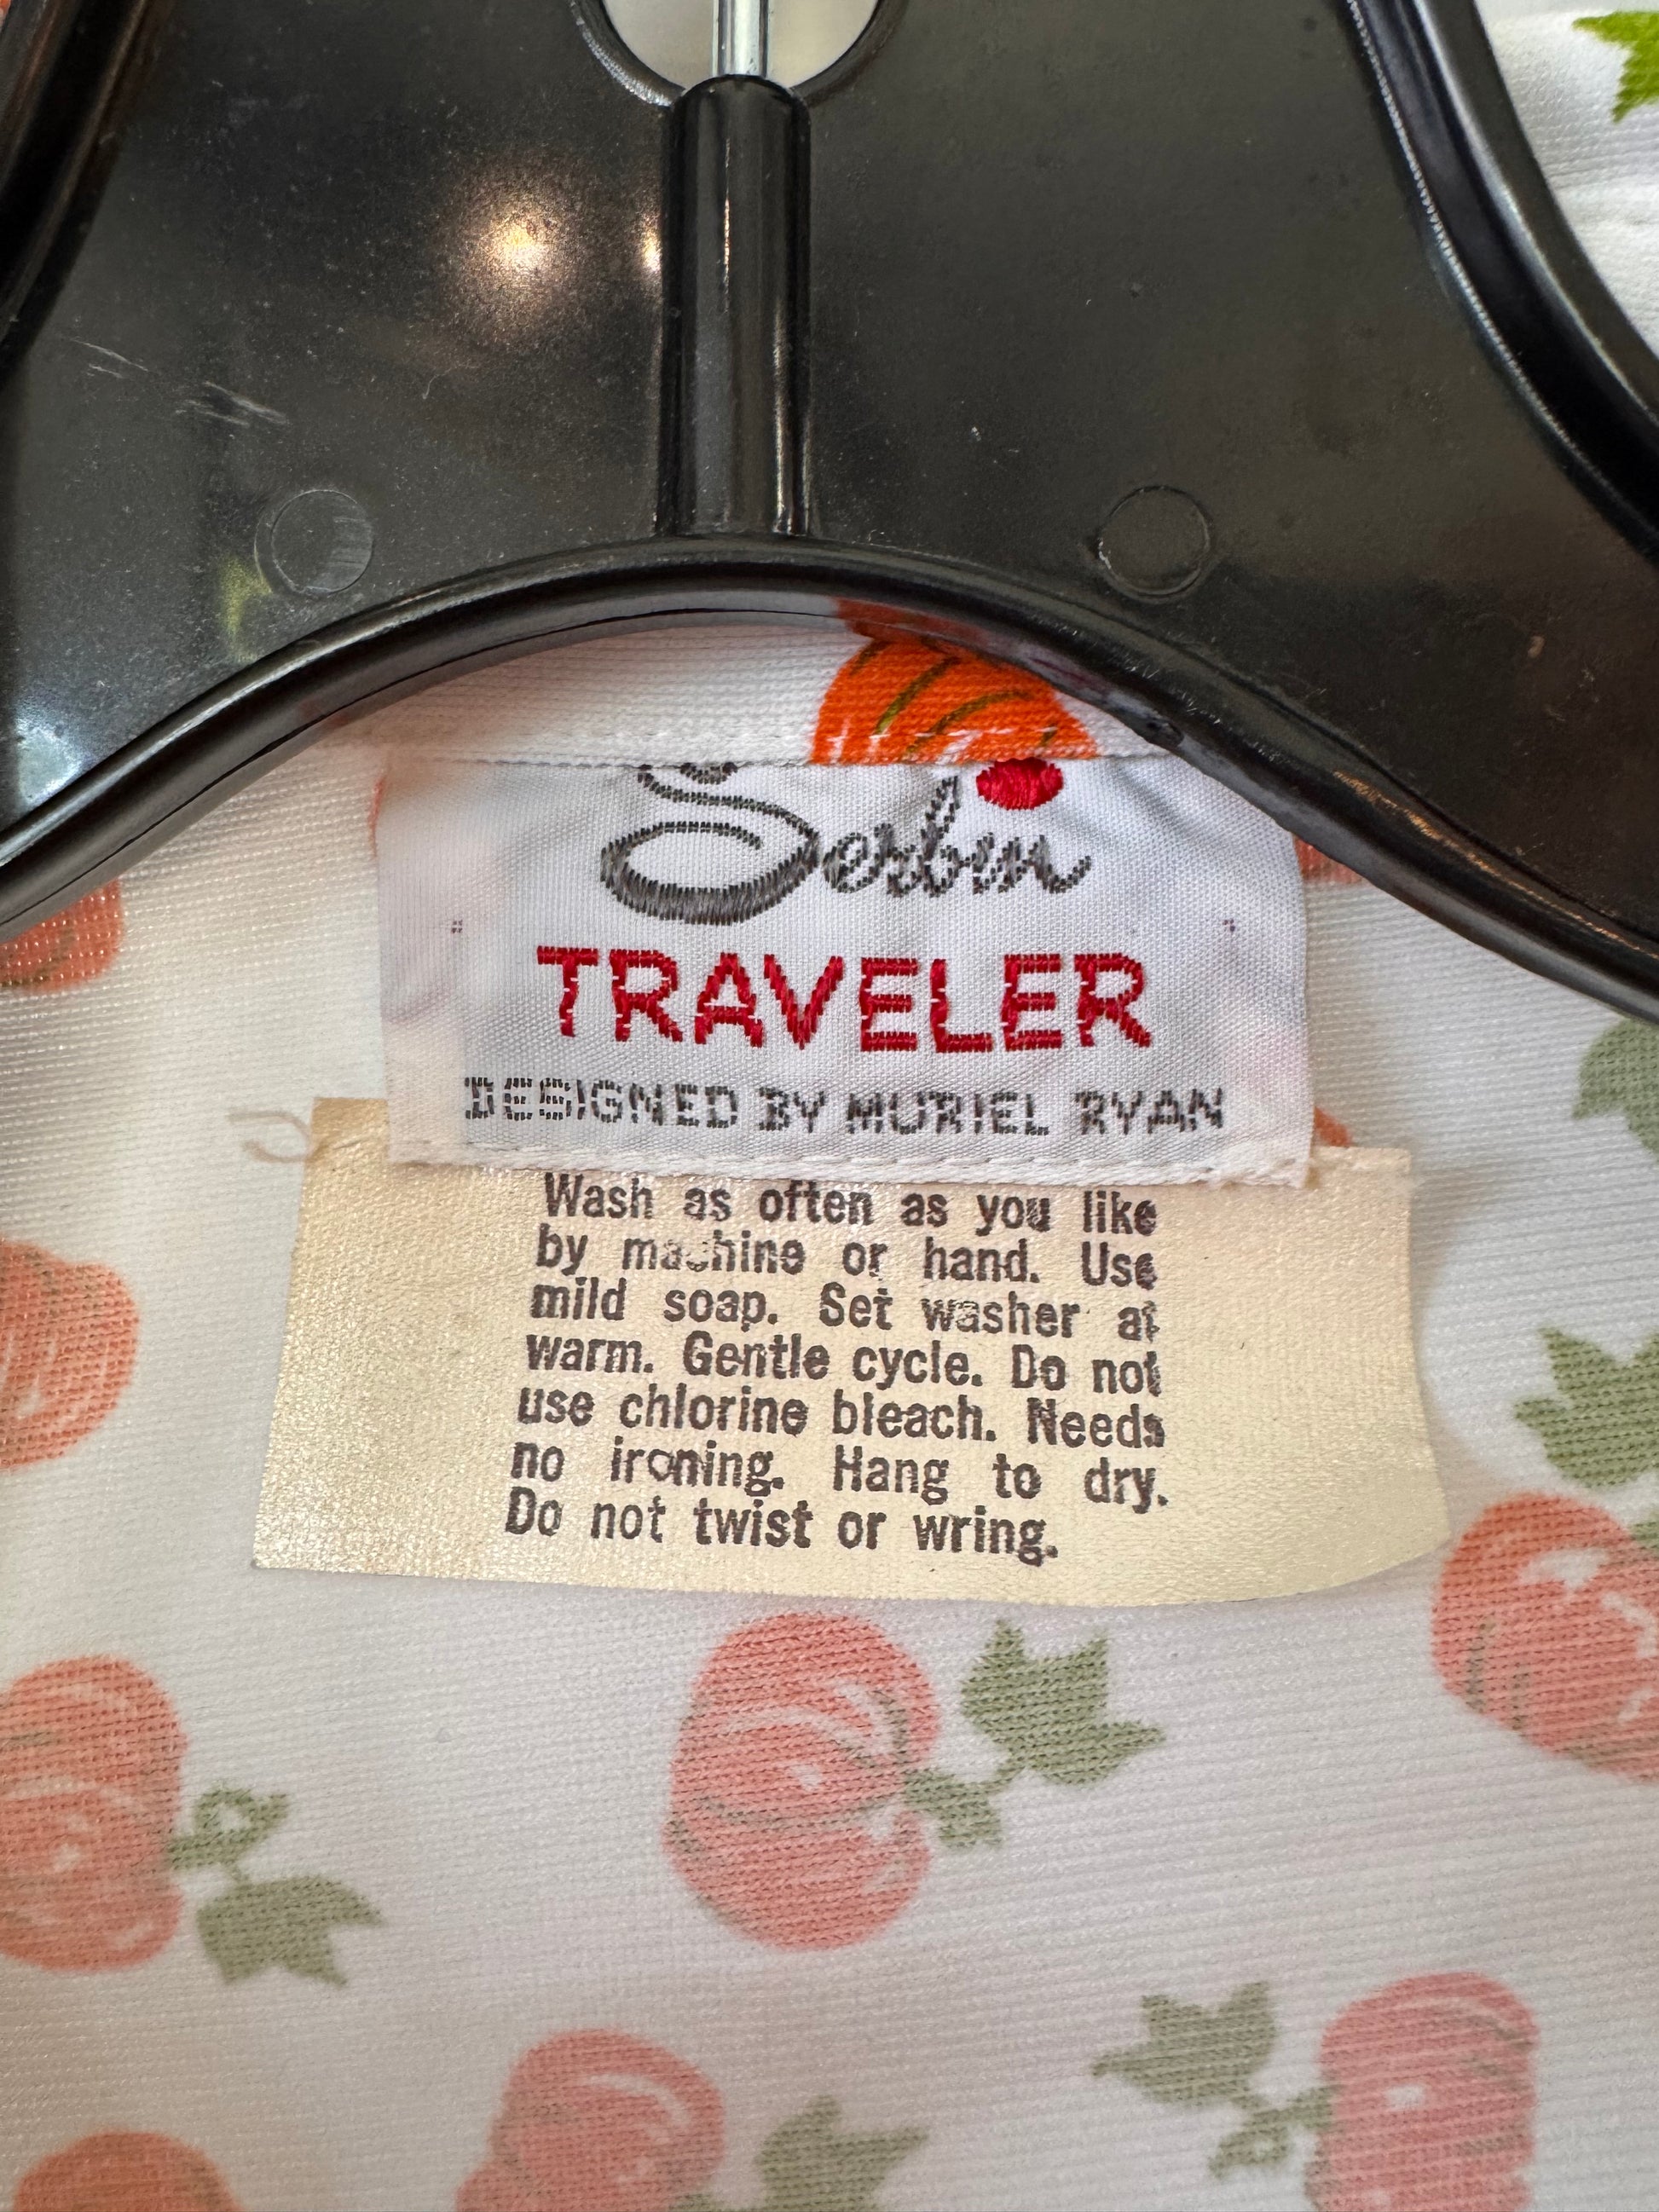 Serbin
TRAVELER
DESIGNED BY MURIEL RYAN
Wash as often as you like
by machine or hand. Use
mild soap. Set washer at
warm. Gentle cycle. Do not
use chlorine bleach. Needs
no ironing. Hang to dry.
Do not twist or wring.